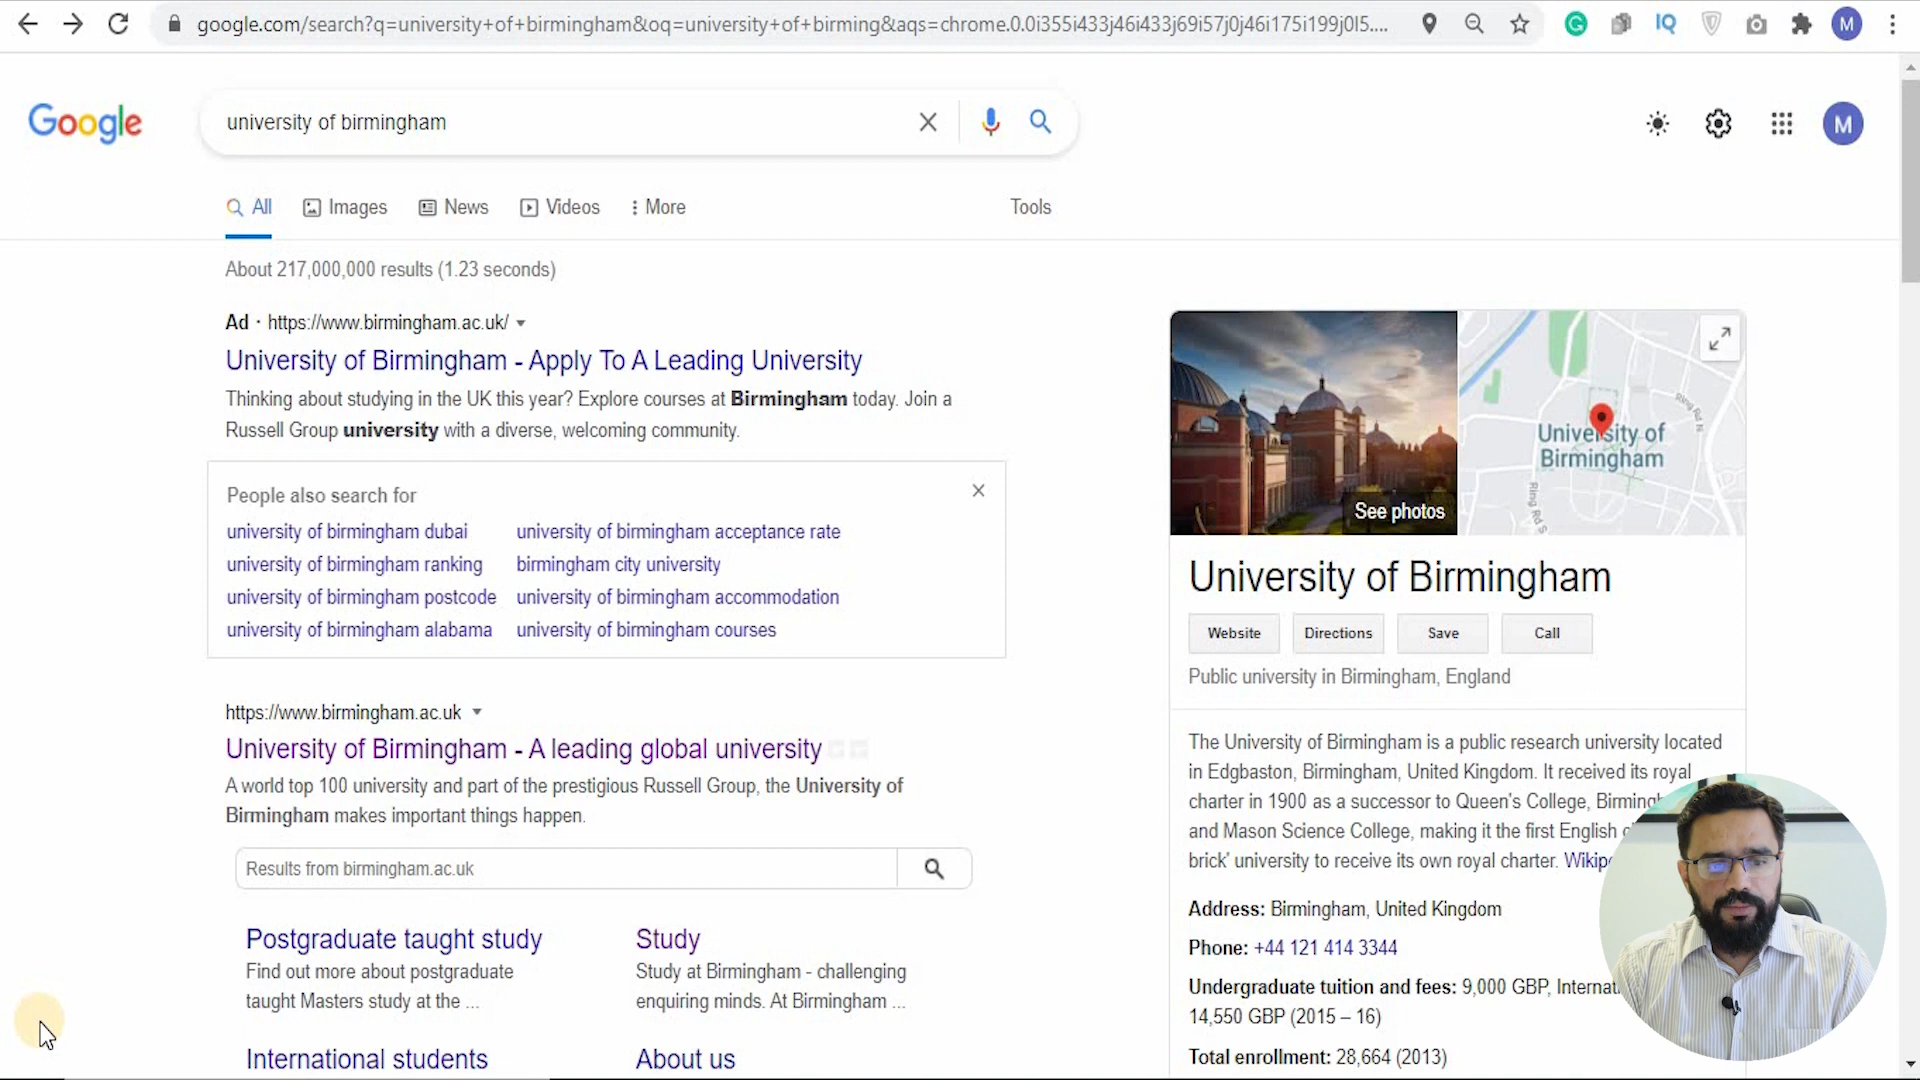 google.com/search?q=university+of+birmingham&oq=university+of+birming&aqs=chrome.0.0i355i433j46i433j69i57j0j46i175i199j0l5....
M
Google
university of birmingham
M
All
Images
News
Videos
More
Tools
About 217,000,000 results (1.23 seconds)
Ad · https://www.birmingham.ac.uk/
University of Birmingham - Apply To A Leading University
Thinking about studying in the UK this year? Explore courses at Birmingham today. Join a
Russell Group university with a diverse, welcoming community.
People also search for
university of birmingham dubai
university of birmingham acceptance rate
university of birmingham ranking
birmingham city university
university of birmingham postcode
university of birmingham accommodation
university of birmingham alabama
university of birmingham courses
https://www.birmingham.ac.uk
University of Birmingham - A leading global university
A world top 100 university and part of the prestigious Russell Group, the University of
Birmingham makes important things happen.
Results from birmingham.ac.uk
Postgraduate taught study
Find out more about postgraduate
taught Masters study at the ...
Study
Study at Birmingham - challenging
enquiring minds. At Birmingham ...
International students
About us
See photos
University of
Birmingham
Ring Rd N
Ring Rd S
University of Birmingham
Website
Directions
Save
Call
Public university in Birmingham, England
The University of Birmingham is a public research university located
in Edgbaston, Birmingham, United Kingdom. It received its royal
charter in 1900 as a successor to Queen's College, Birmingh
and Mason Science College, making it the first English
brick' university to receive its own royal charter. Wikip
Address: Birmingham, United Kingdom
Phone: +44 121 414 3344
Undergraduate tuition and fees: 9,000 GBP, Internat
14,550 GBP (2015 – 16)
Total enrollment: 28,664 (2013)